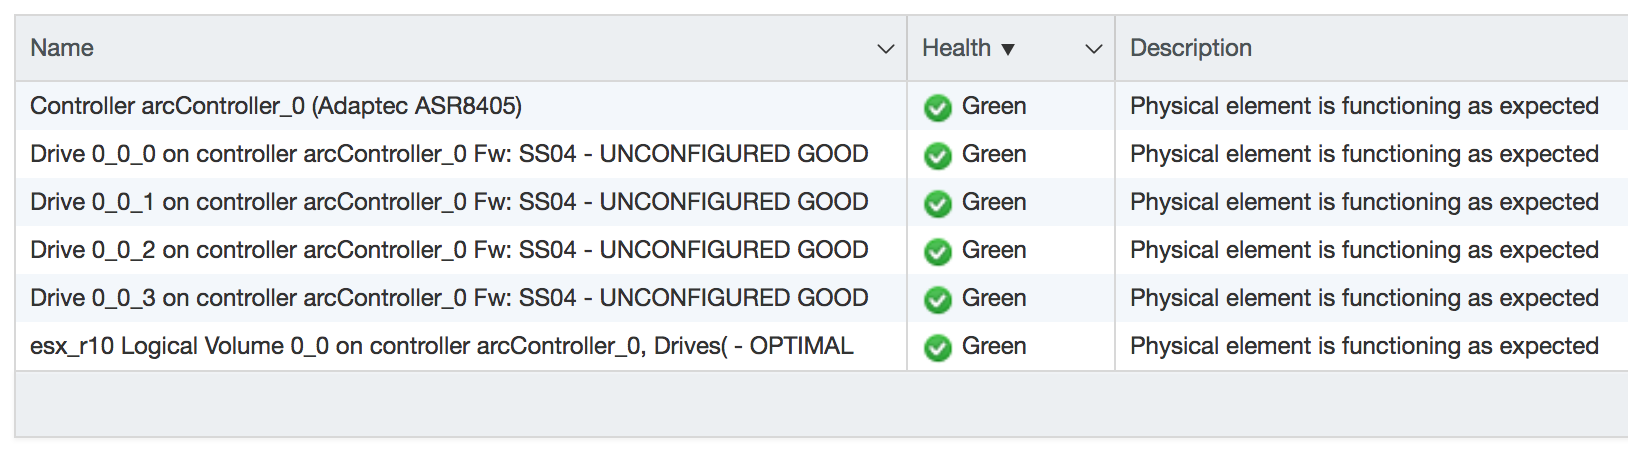 Name Health Description
Controller arcController_0 (Adaptec ASR8405) Green Physical element is functioning as expected
Drive 0_0_0 on controller arcController_0 Fw: SS04 - UNCONFIGURED GOOD Green Physical element is functioning as expected
Drive 0_0_1 on controller arcController_0 Fw: SS04 - UNCONFIGURED GOOD Green Physical element is functioning as expected
Drive 0_0_2 on controller arcController_0 Fw: SS04 - UNCONFIGURED GOOD Green Physical element is functioning as expected
Drive 0_0_3 on controller arcController_0 Fw: SS04 - UNCONFIGURED GOOD Green Physical element is functioning as expected
esx_r10 Logical Volume 0_0 on controller arcController_0, Drives( - OPTIMAL Green Physical element is functioning as expected